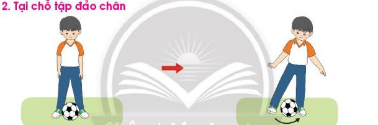 2. Tại chỗ tập đảo chân